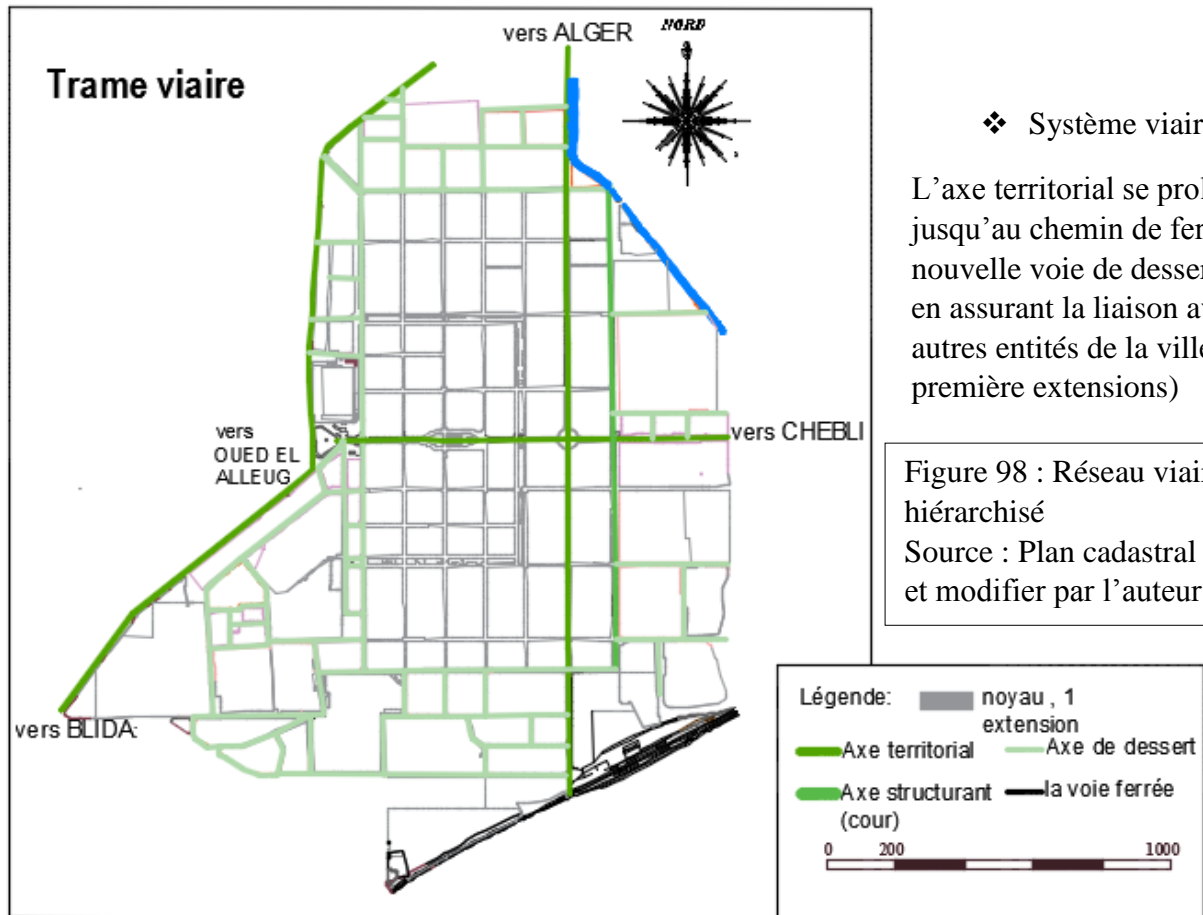 vers ALGER
NORD
Trame viaire
vers CHEBLI
vers
OUED EL
ALLEUG
vers BLIDA:
❖ Système viair
L’axe territorial se prol
jusqu’au chemin de fer
nouvelle voie de desser
en assurant la liaison a
autres entités de la ville
première extensions)
Figure 98 : Réseau viair
hiérarchisé
Source : Plan cadastral
et modifier par l’auteur
Légende:
noyau , 1
extension
Axe territorial
Axe de dessert
Axe structurant
(cour)
la voie ferrée
0 200 1000